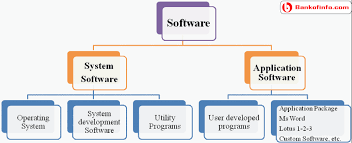 Bankofinfo.com
Software
System
Software
Application
Software
Operating
System
System
development
Software
Utility
Programs
User developed
programs
Application Package
Ms Word
Lotus 1-2-3
Custom Software, etc.